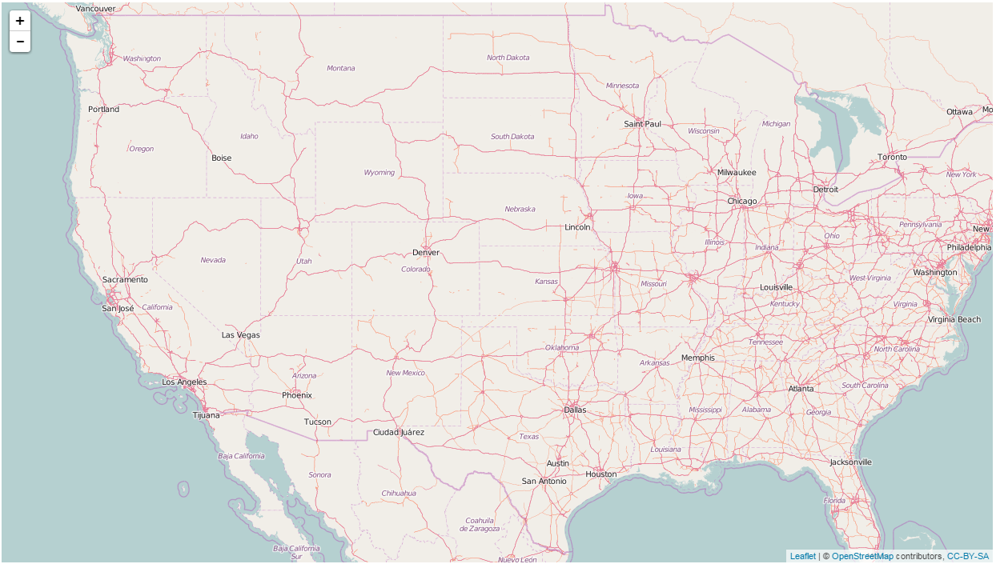 Vancouver
+
−
Washington
Montana
North Dakota
Minnesota
Portland
Ottawa
Mo
Saint Paul
Wisconsin
Michigan
Idaho
South Dakota
Oregon
Boise
Toronto
Wyoming
Milwaukee
New York
Detroit
Iowa
Chicago
Nebraska
Lincoln
Pennsylvania
New
Ohio
Illinois
Indiana
Philadelphia
Denver
Nevada
Utah
Colorado
Washington
Sacramento
Kansas
Missouri
West Virginia
Louisville
San José
California
Kentucky
Virginia
Virginia Beach
Las Vegas
Tennessee
Oklahoma
North Carolina
Memphis
Arkansas
New Mexico
Arizona
Los Angeles
South Carolina
Atlanta
Phoenix
Dallas
Mississippi
Alabama
Georgia
Tijuana
Tucson
Ciudad Juárez
Texas
Louisiana
Baja California
Austin
Jacksonville
Sonora
Houston
San Antonio
Chihuahua
Florida
Coahuila
de Zaragoza
Baja California
Sur
Nuevo León
Leaflet | © OpenStreetMap contributors, CC-BY-SA